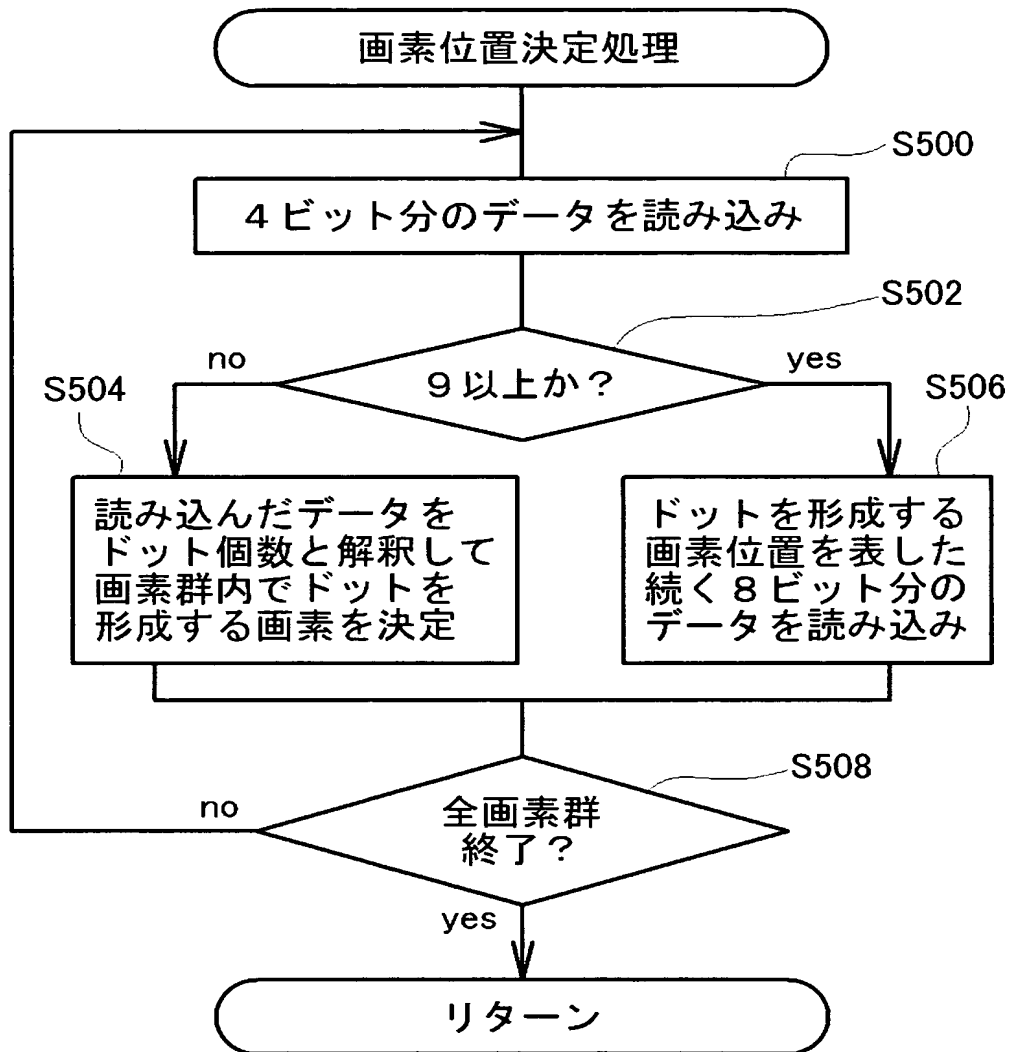 画素位置決定処理
S500
４ビット分のデータを読み込み
S502
no
９以上か？
yes
S504
S506
読み込んだデータを
ドット個数と解釈して
画素群内でドットを
形成する画素を決定
ドットを形成する
画素位置を表した
続く８ビット分の
データを読み込み
S508
no
全画素群
終了？
yes
リターン